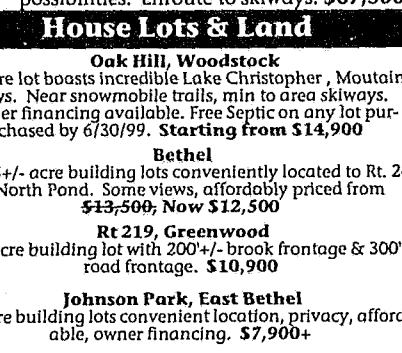 possibilities. Enroute to skiways. $67,500
House Lots & Land
Oak Hill, Woodstock
re lot boasts incredible Lake Christopher , Moutain
ys. Near snowmobile trails, min to area skiways.
er financing available. Free Septic on any lot pur-
chased by 6/30/99. Starting from $14,900
Bethel
+/- acre building lots conveniently located to Rt. 2
North Pond. Some views, affordably priced from
$13,500, Now $12,500
Rt 219, Greenwood
cre building lot with 200'+/- brook frontage & 300'
road frontage. $10,900
Johnson Park, East Bethel
re building lots convenient location, privacy, afford
able, owner financing. $7,900+